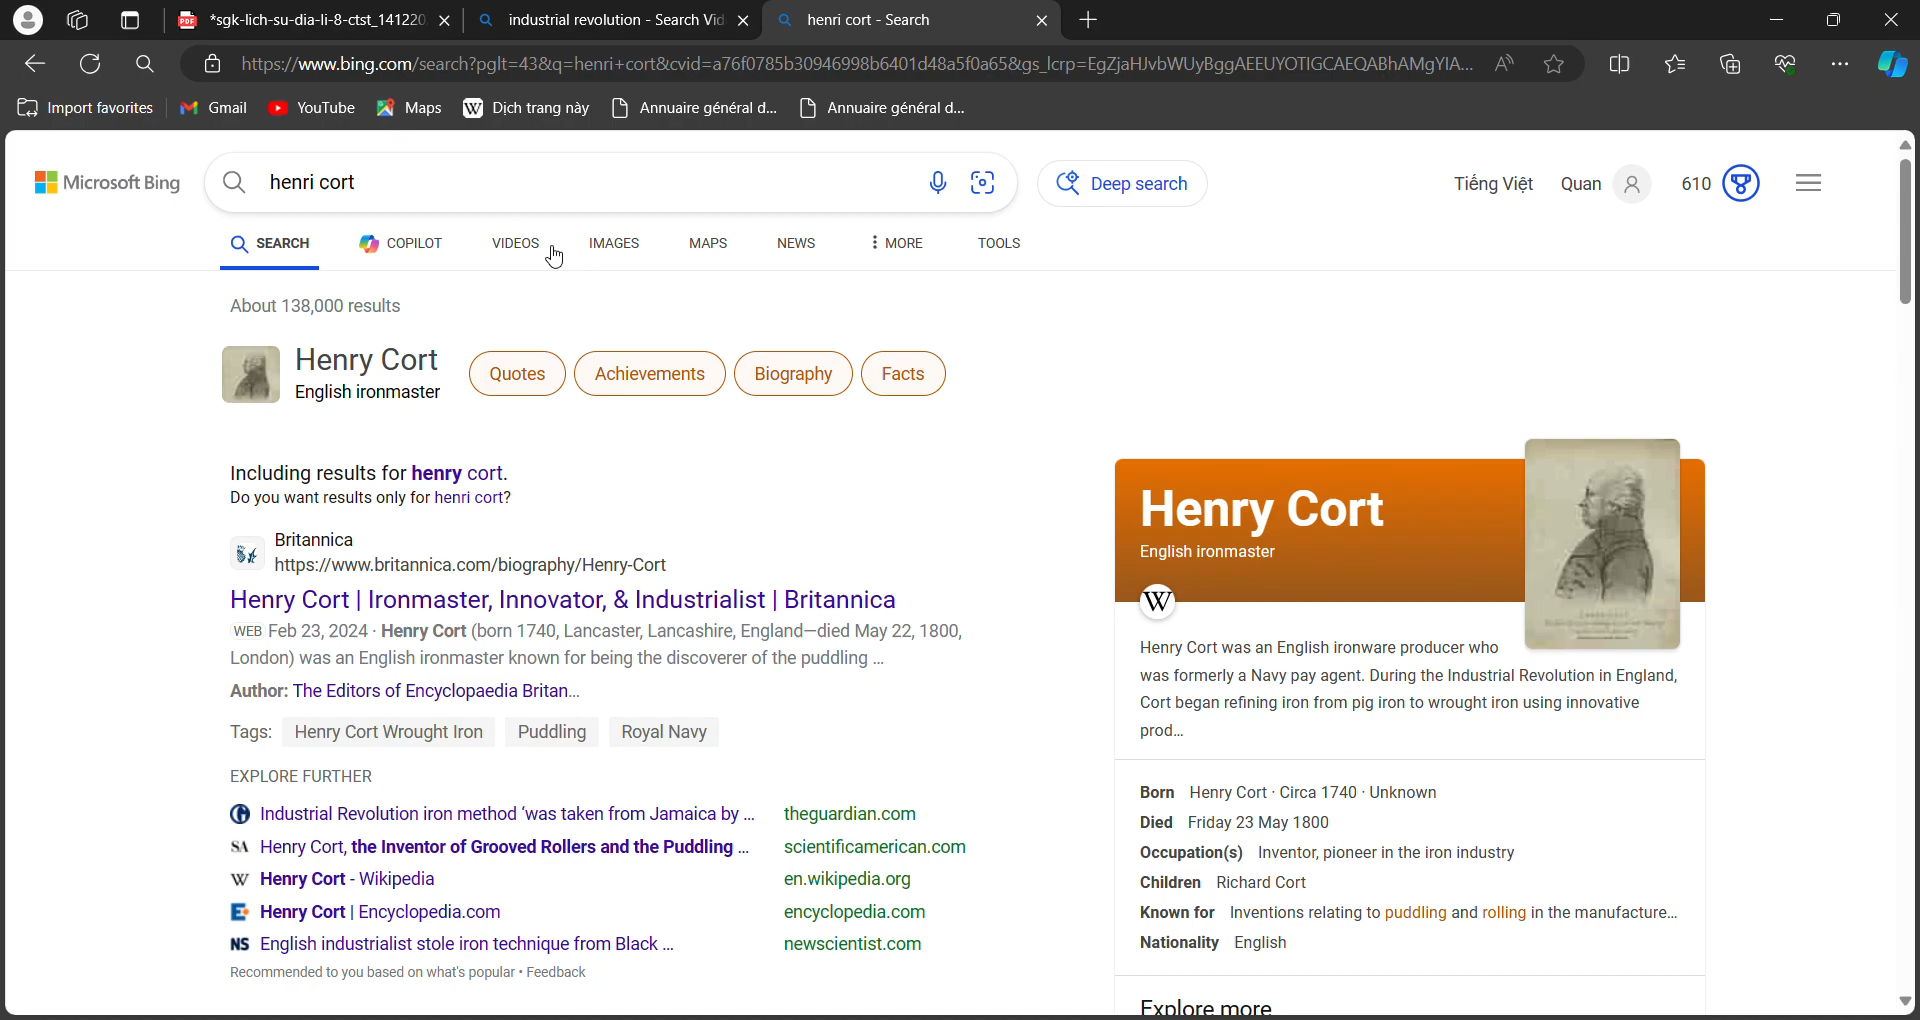 *sgk-lich-su-dia-li-8-ctst_141220
industrial revolution - Search Vid
henri cort - Search
https://www.bing.com/search?pglt=43&q=henri+cort&cvid=a76f0785b30946998b6401d48a5f0a65&gs_lcrp=EgZjaHJvbWUyBggAEEUYOTIGCAEQABhAMgYIA...
Import favorites
Gmail
YouTube
Maps
W Dịch trang này
Annuaire général d...
Annuaire général d...
Microsoft Bing
henri cort
Deep search
Tiếng Việt
Quan
610
SEARCH
COPILOT
VIDEOS
IMAGES
MAPS
NEWS
MORE
TOOLS
About 138,000 results
Henry Cort
English ironmaster
Quotes
Achievements
Biography
Facts
Including results for henry cort.
Do you want results only for henri cort?
Britannica
https://www.britannica.com/biography/Henry-Cort
Henry Cort | Ironmaster, Innovator, & Industrialist | Britannica
WEB Feb 23, 2024 · Henry Cort (born 1740, Lancaster, Lancashire, England—died May 22, 1800,
London) was an English ironmaster known for being the discoverer of the puddling ...
Author: The Editors of Encyclopaedia Britan...
Tags: Henry Cort Wrought Iron Puddling Royal Navy
EXPLORE FURTHER
Industrial Revolution iron method 'was taken from Jamaica by ... theguardian.com
SA Henry Cort, the Inventor of Grooved Rollers and the Puddling ... scientificamerican.com
W Henry Cort - Wikipedia en.wikipedia.org
E Henry Cort | Encyclopedia.com encyclopedia.com
NS English industrialist stole iron technique from Black ... newscientist.com
Recommended to you based on what's popular • Feedback
Henry Cort
English ironmaster
W
Henry Cort was an English ironware producer who
was formerly a Navy pay agent. During the Industrial Revolution in England,
Cort began refining iron from pig iron to wrought iron using innovative
prod...
Born Henry Cort · Circa 1740 · Unknown
Died Friday 23 May 1800
Occupation(s) Inventor, pioneer in the iron industry
Children Richard Cort
Known for Inventions relating to puddling and rolling in the manufacture...
Nationality English
Explore more